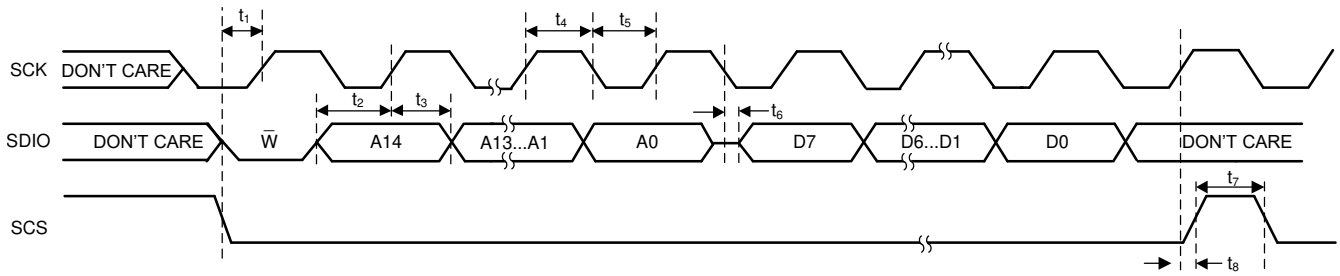 t1 t4 t5
SCK DON'T CARE
t2 t3 t6
SDIO DON'T CARE W̅ A14 A13...A1 A0 D7 D6...D1 D0 DON'T CARE
t7
SCS
t8